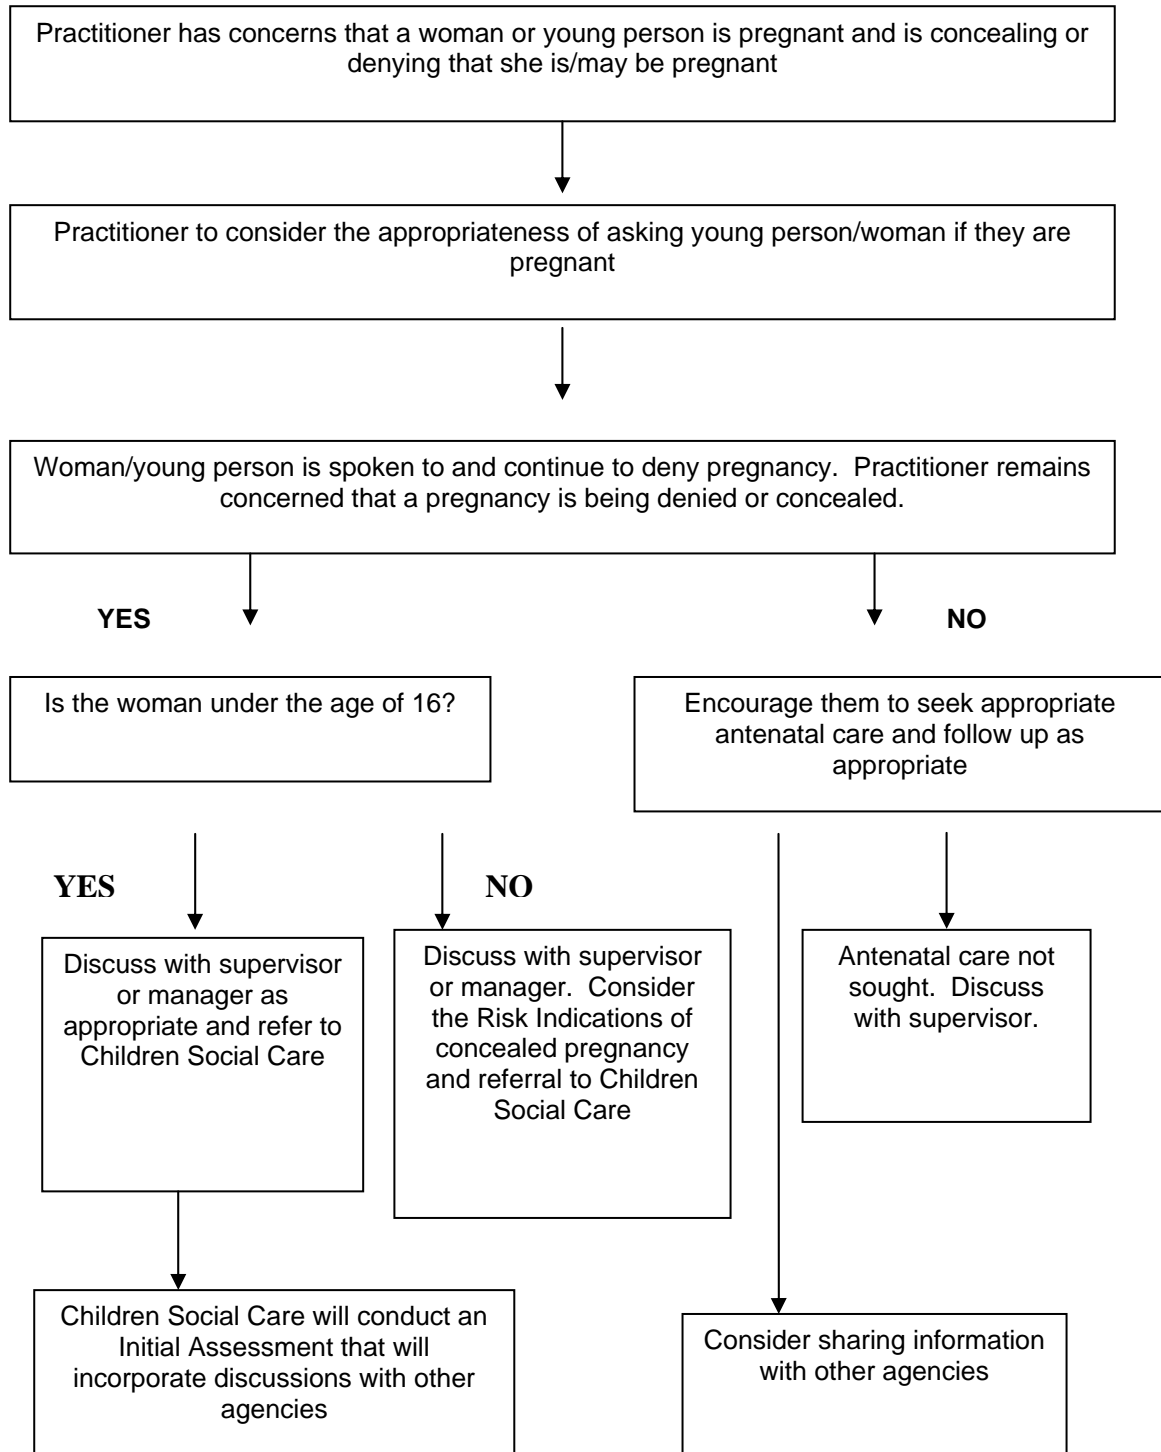 Practitioner has concerns that a woman or young person is pregnant and is concealing or
denying that she is/may be pregnant
Practitioner to consider the appropriateness of asking young person/woman if they are
pregnant
Woman/young person is spoken to and continue to deny pregnancy.  Practitioner remains
concerned that a pregnancy is being denied or concealed.
YES
NO
Is the woman under the age of 16?
Encourage them to seek appropriate
antenatal care and follow up as
appropriate
YES
NO
Discuss with supervisor
or manager as
appropriate and refer to
Children Social Care
Discuss with supervisor
or manager.  Consider
the Risk Indications of
concealed pregnancy
and referral to Children
Social Care
Antenatal care not
sought.  Discuss
with supervisor.
Children Social Care will conduct an
Initial Assessment that will
incorporate discussions with other
agencies
Consider sharing information
with other agencies